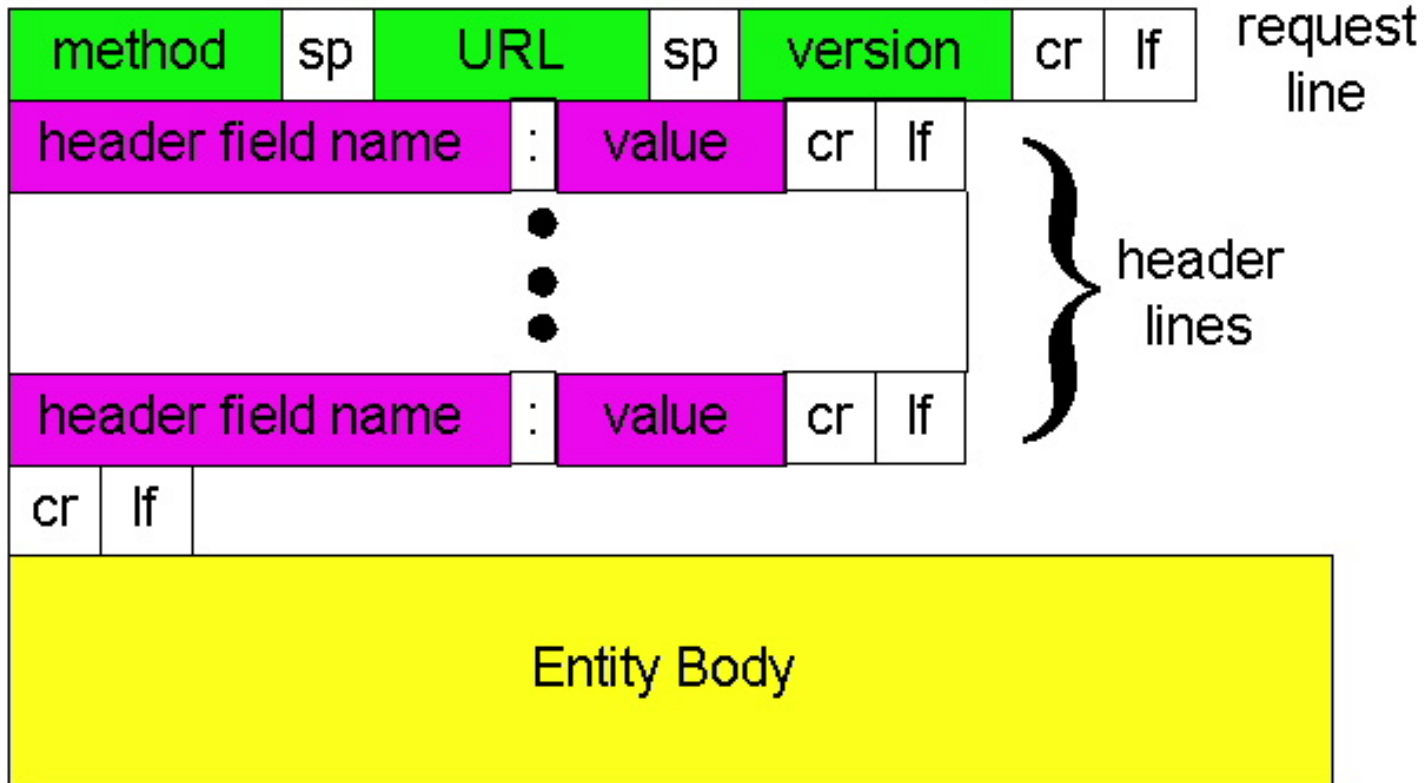 method sp URL sp version cr lf request line
header field name : value cr lf
header lines
header field name : value cr lf
cr lf
Entity Body